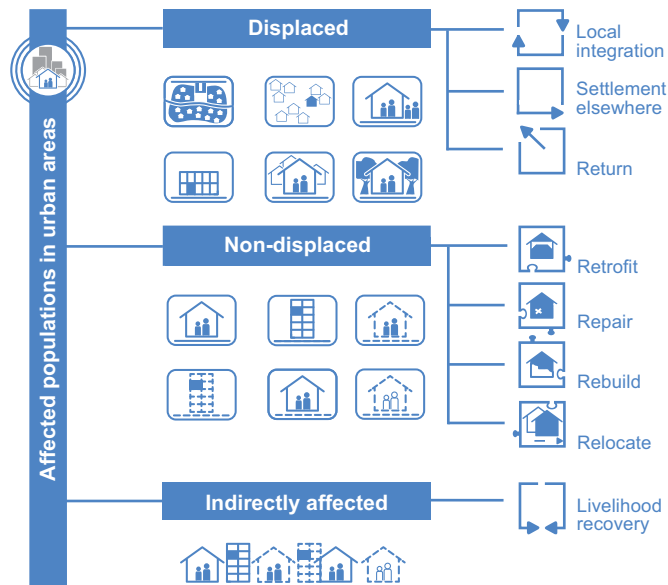 Affected populations in urban areas
Displaced
Local
integration
Settlement
elsewhere
Return
Non-displaced
Retrofit
Repair
Rebuild
Relocate
Indirectly affected
Livelihood
recovery